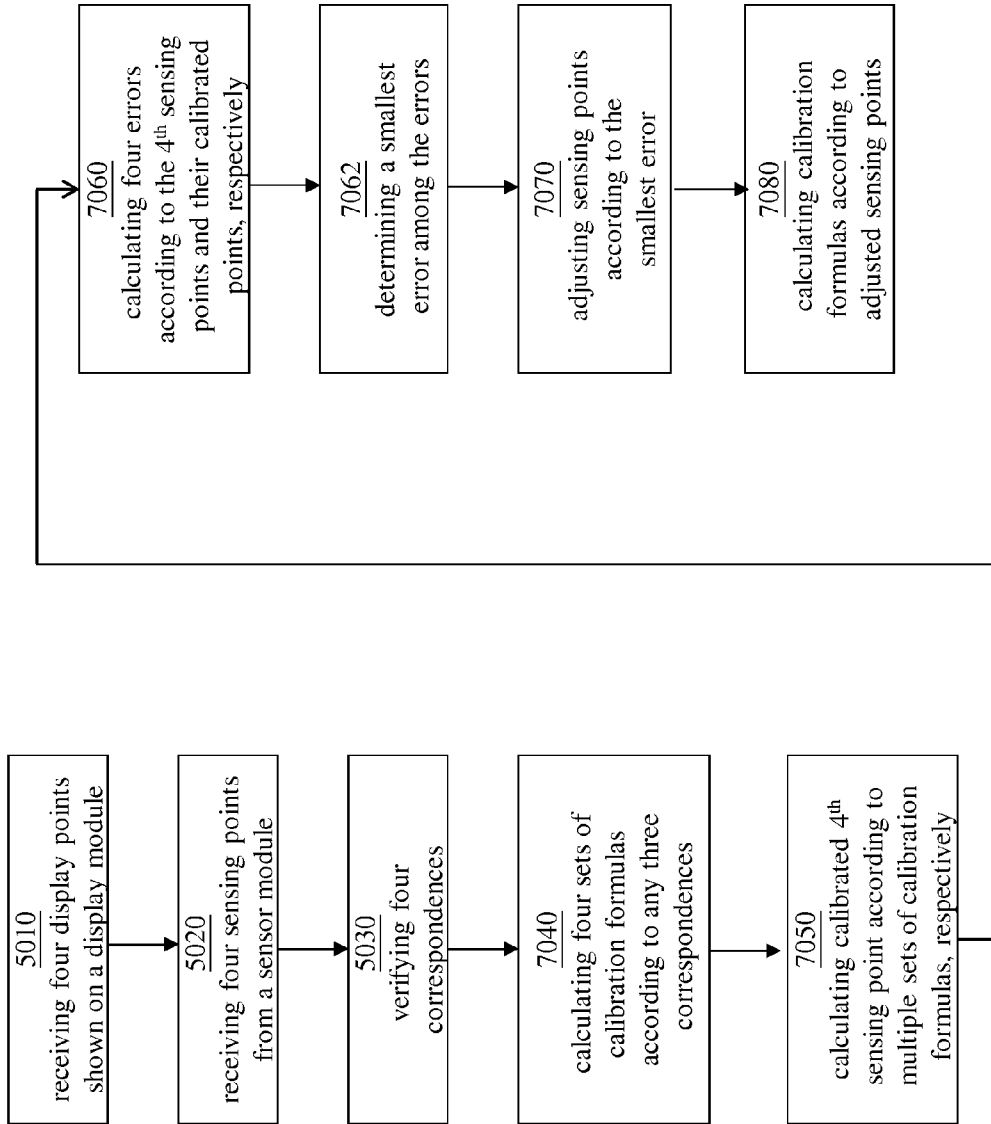 5010
receiving four display points
shown on a display module
5020
receiving four sensing points
from a sensor module
5030
verifying four
correspondences
7040
calculating four sets of
calibration formulas
according to any three
correspondences
7050
calculating calibrated 4th
sensing point according to
multiple sets of calibration
formulas, respectively
7060
calculating four errors
according to the 4th sensing
points and their calibrated
points, respectively
7062
determining a smallest
error among the errors
7070
adjusting sensing points
according to the
smallest error
7080
calculating calibration
formulas according to
adjusted sensing points